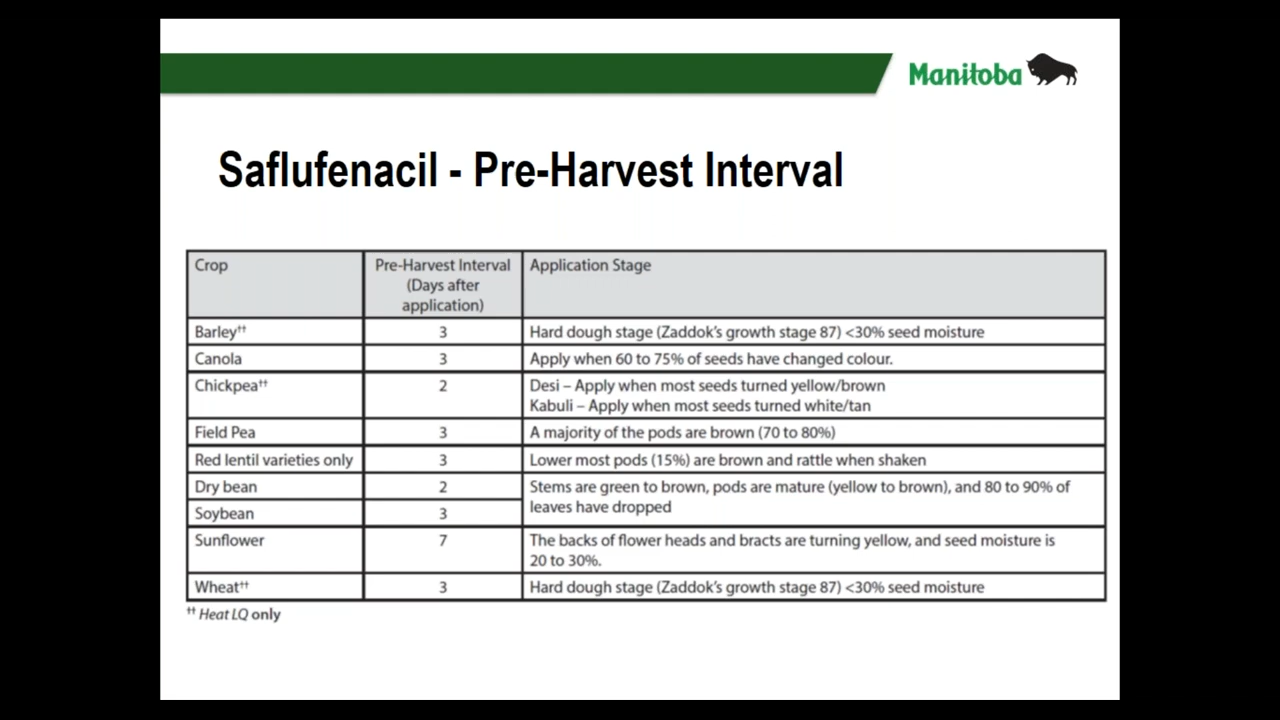 Manitoba
Saflufenacil - Pre-Harvest Interval
Crop
Pre-Harvest Interval
(Days after
application)
Application Stage
Barley††
3
Hard dough stage (Zaddok's growth stage 87) <30% seed moisture
Canola
3
Apply when 60 to 75% of seeds have changed colour.
Chickpea††
2
Desi – Apply when most seeds turned yellow/brown
Kabuli – Apply when most seeds turned white/tan
Field Pea
3
A majority of the pods are brown (70 to 80%)
Red lentil varieties only
3
Lower most pods (15%) are brown and rattle when shaken
Dry bean
2
Stems are green to brown, pods are mature (yellow to brown), and 80 to 90% of
leaves have dropped
Soybean
3
Sunflower
7
The backs of flower heads and bracts are turning yellow, and seed moisture is
20 to 30%.
Wheat††
3
Hard dough stage (Zaddok's growth stage 87) <30% seed moisture
†† Heat LQ only